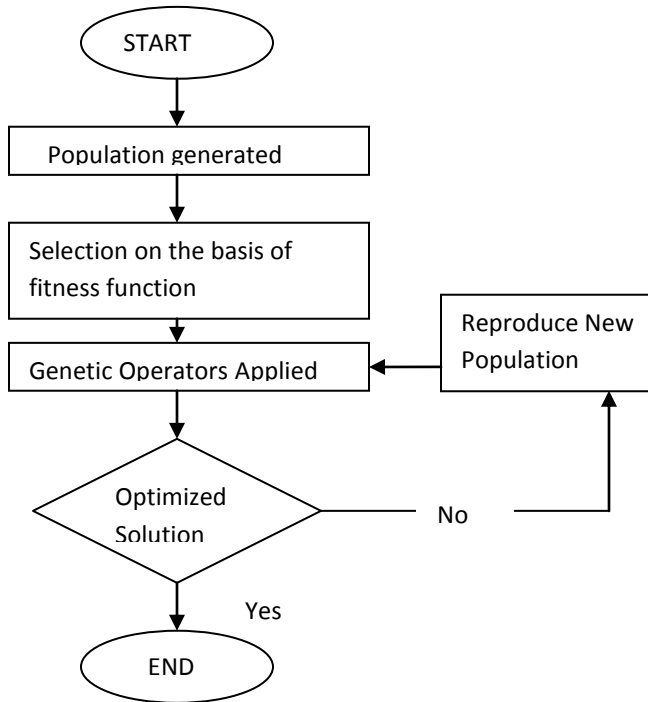 START
Population generated
Selection on the basis of
fitness function
Reproduce New
Population
Genetic Operators Applied
Optimized
Solution
No
Yes
END